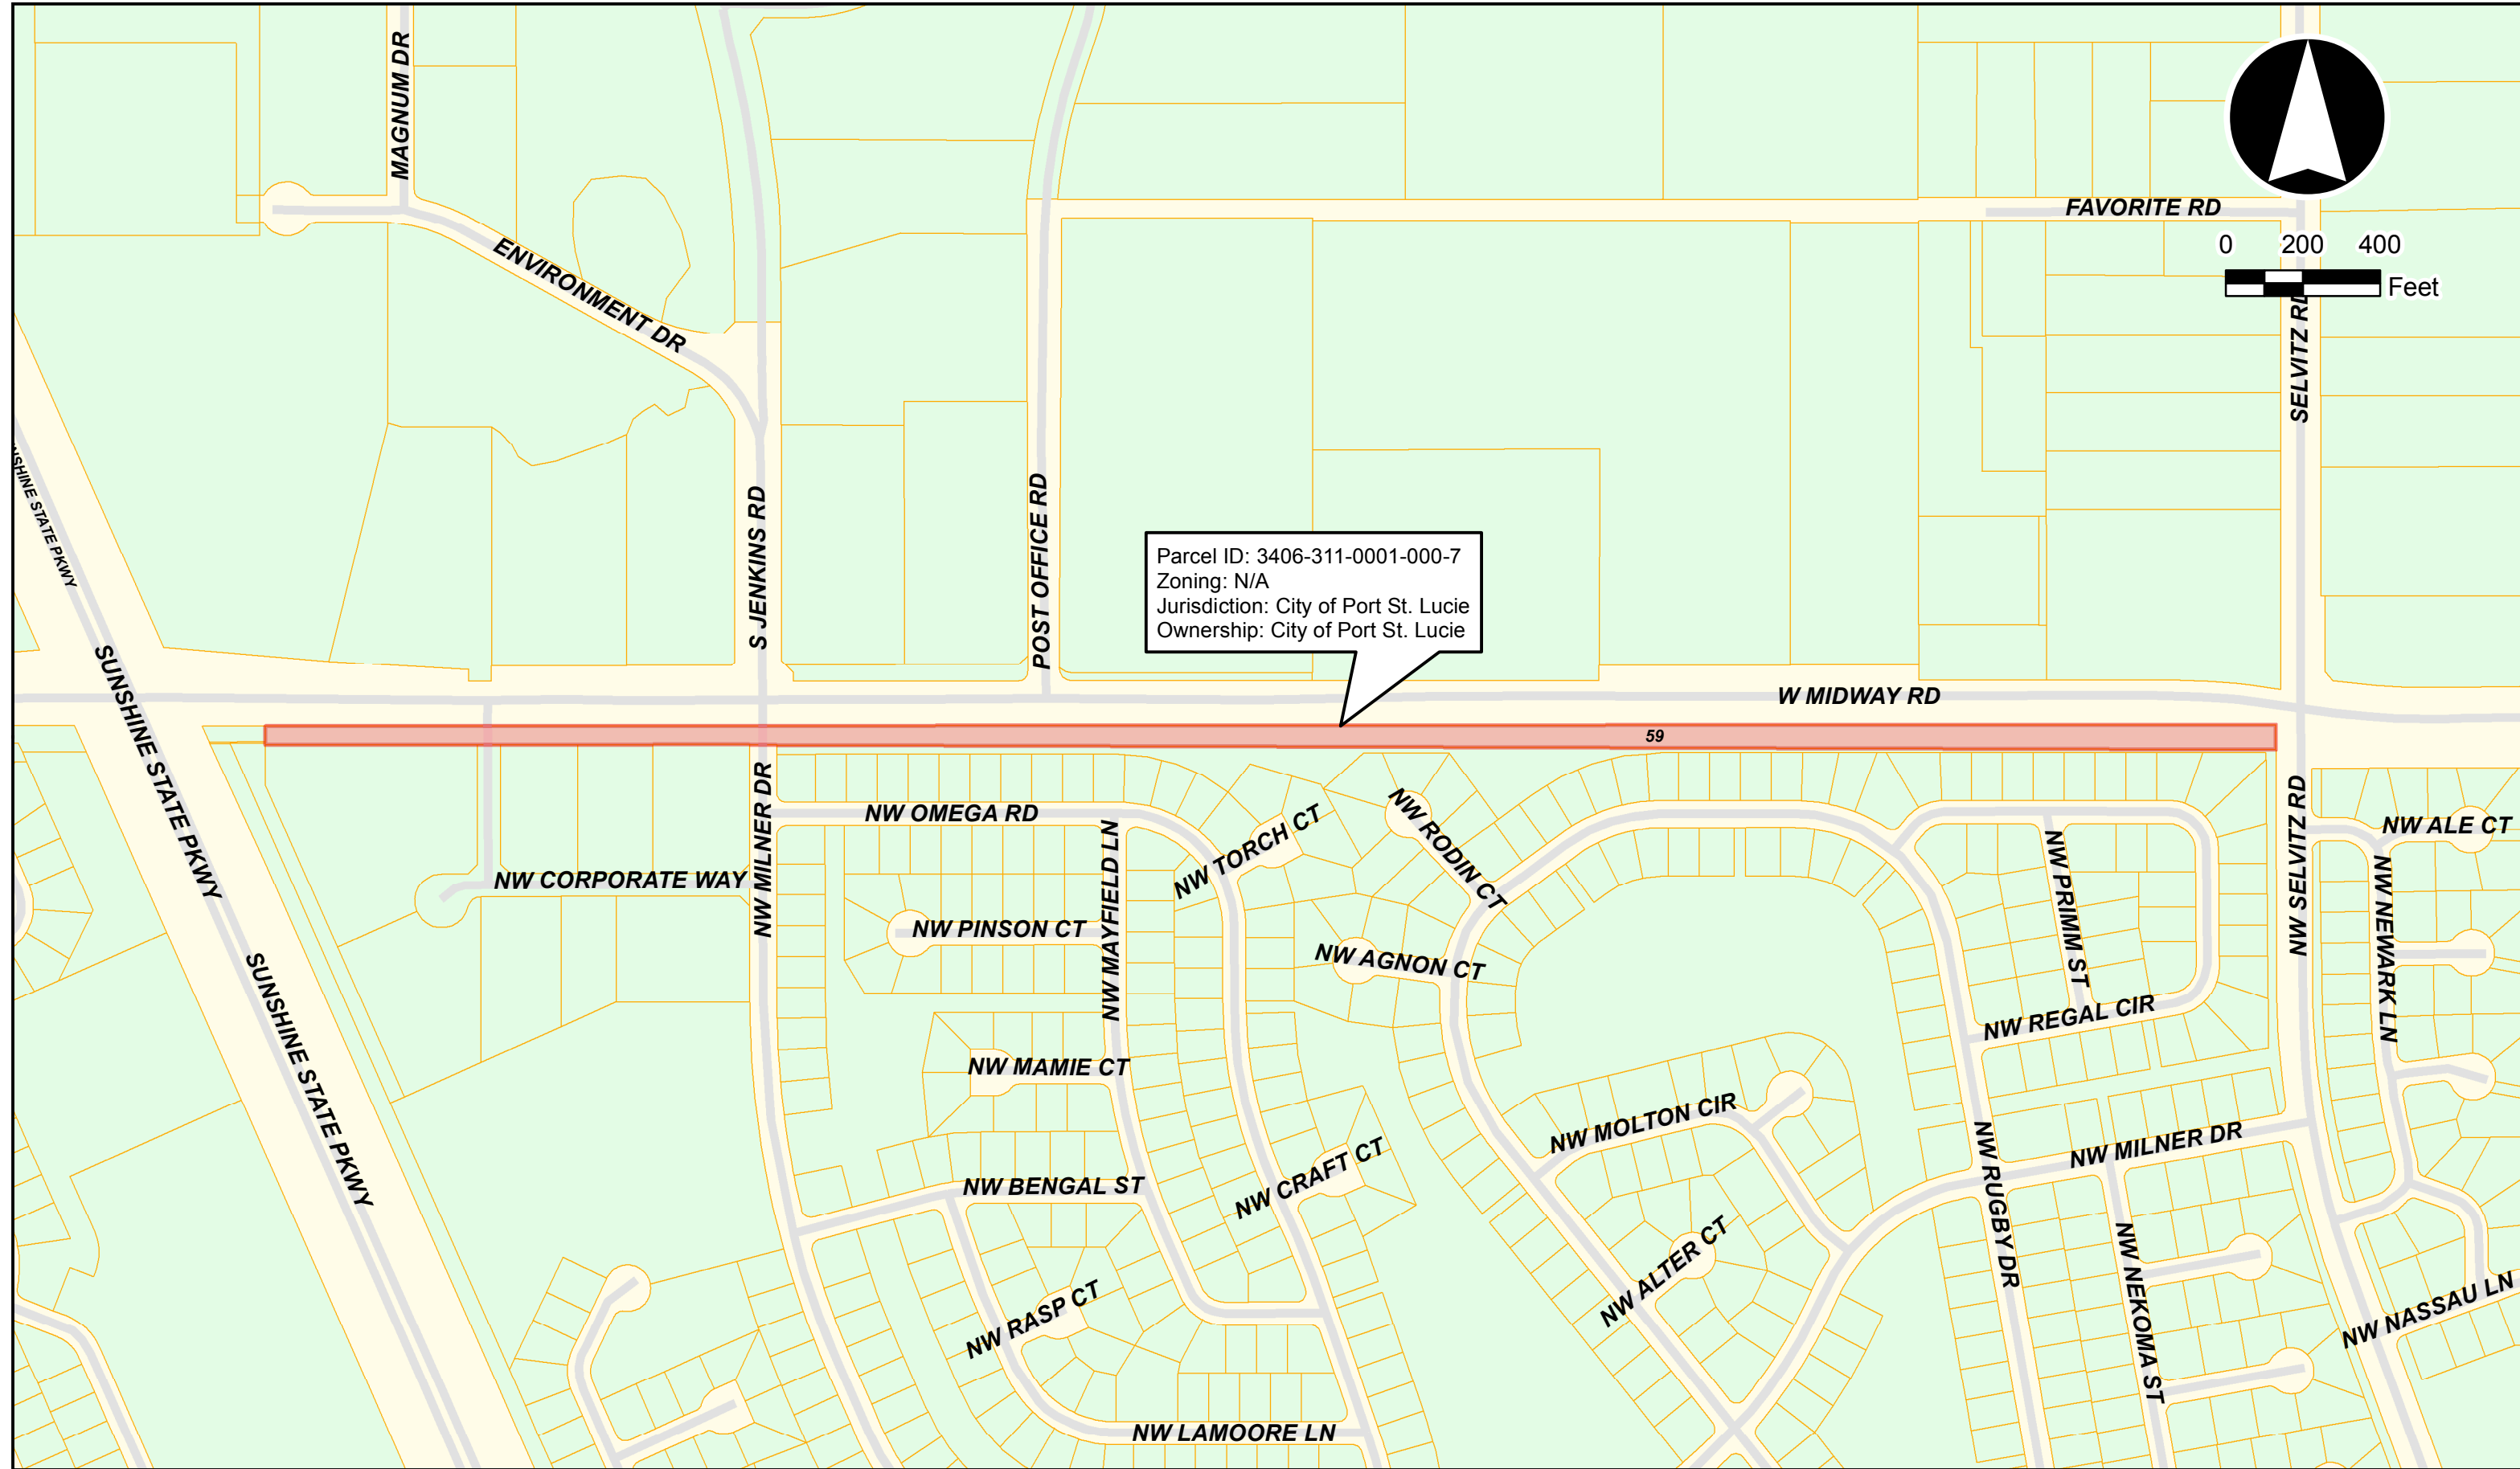 MAGNUM DR
FAVORITE RD
0 200 400
Feet
ENVIRONMENT DR
SELVITZ RD
SUNSHINE STATE PKWY
S JENKINS RD
POST OFFICE RD
Parcel ID: 3406-311-0001-000-7
Zoning: N/A
Jurisdiction: City of Port St. Lucie
Ownership: City of Port St. Lucie
SUNSHINE STATE PKWY
W MIDWAY RD
59
NW MILNER DR
NW OMEGA RD
NW TORCH CT
NW RODIN CT
NW SELVITZ RD
NW ALE CT
NW CORPORATE WAY
NW MAYFIELD LN
NW PRIMM ST
NW NEWARK LN
NW PINSON CT
NW AGNON CT
SUNSHINE STATE PKWY
NW REGAL CIR
NW MAMIE CT
NW MOLTON CIR
NW MILNER DR
NW BENGAL ST
NW CRAFT CT
NW RUGBY DR
NW ALTER CT
NW NEKOMA ST
NW RASP CT
NW NASSAU LN
NW LAMOORE LN